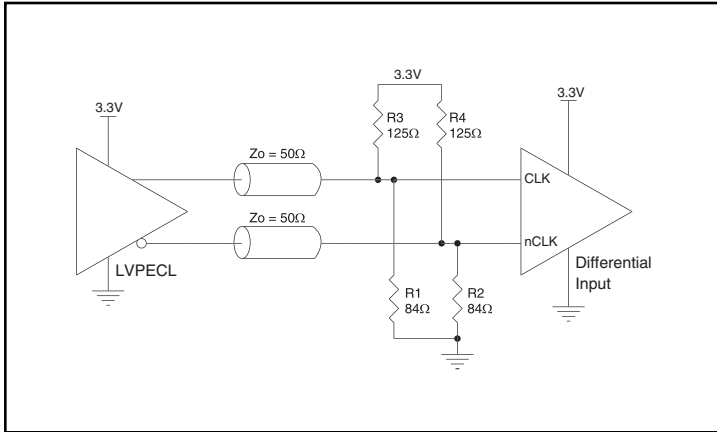 3.3V
3.3V
3.3V
R3
125Ω
R4
125Ω
Zo = 50Ω
CLK
Zo = 50Ω
nCLK
LVPECL
Differential
Input
R1
84Ω
R2
84Ω